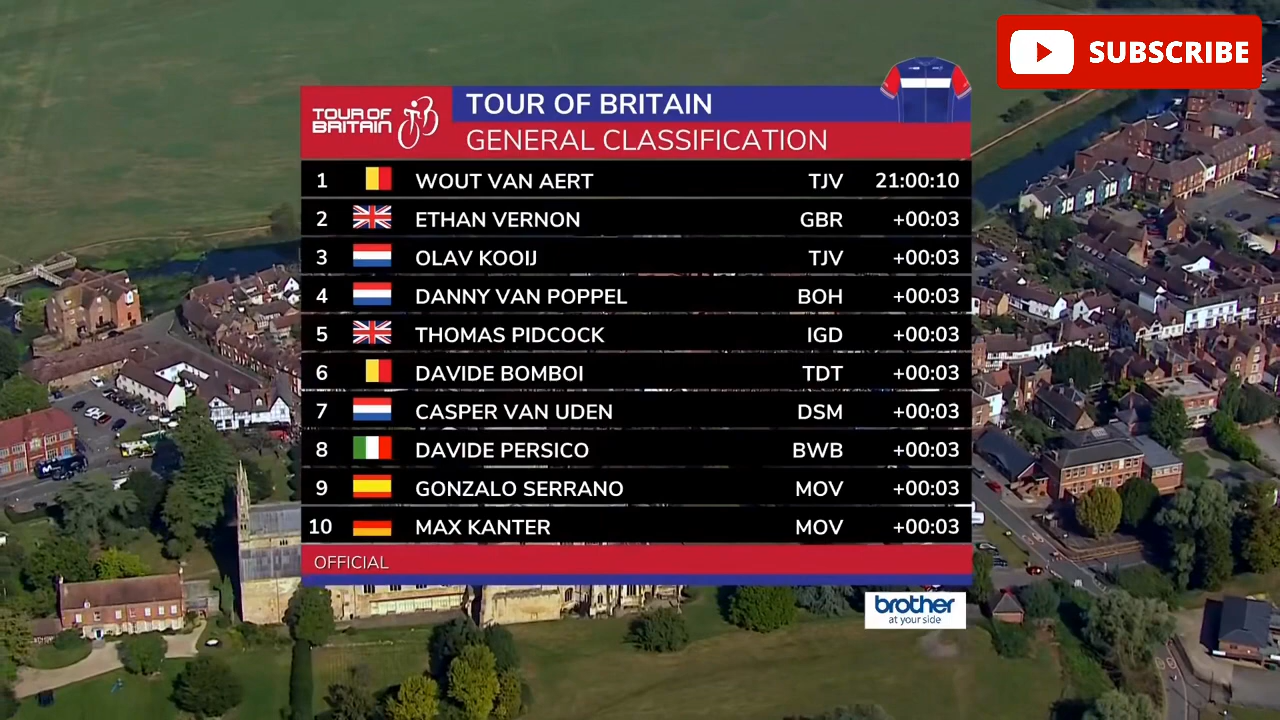 SUBSCRIBE
TOUR OF BRITAIN
TOUR OF
BRITAIN
GENERAL CLASSIFICATION
1 WOUT VAN AERT TJV 21:00:10
2 ETHAN VERNON GBR +00:03
3 OLAV KOOIJ TJV +00:03
4 DANNY VAN POPPEL BOH +00:03
5 THOMAS PIDCOCK IGD +00:03
6 DAVIDE BOMBOI TDT +00:03
7 CASPER VAN UDEN DSM +00:03
8 DAVIDE PERSICO BWB +00:03
9 GONZALO SERRANO MOV +00:03
10 MAX KANTER MOV +00:03
OFFICIAL
brother
at your side